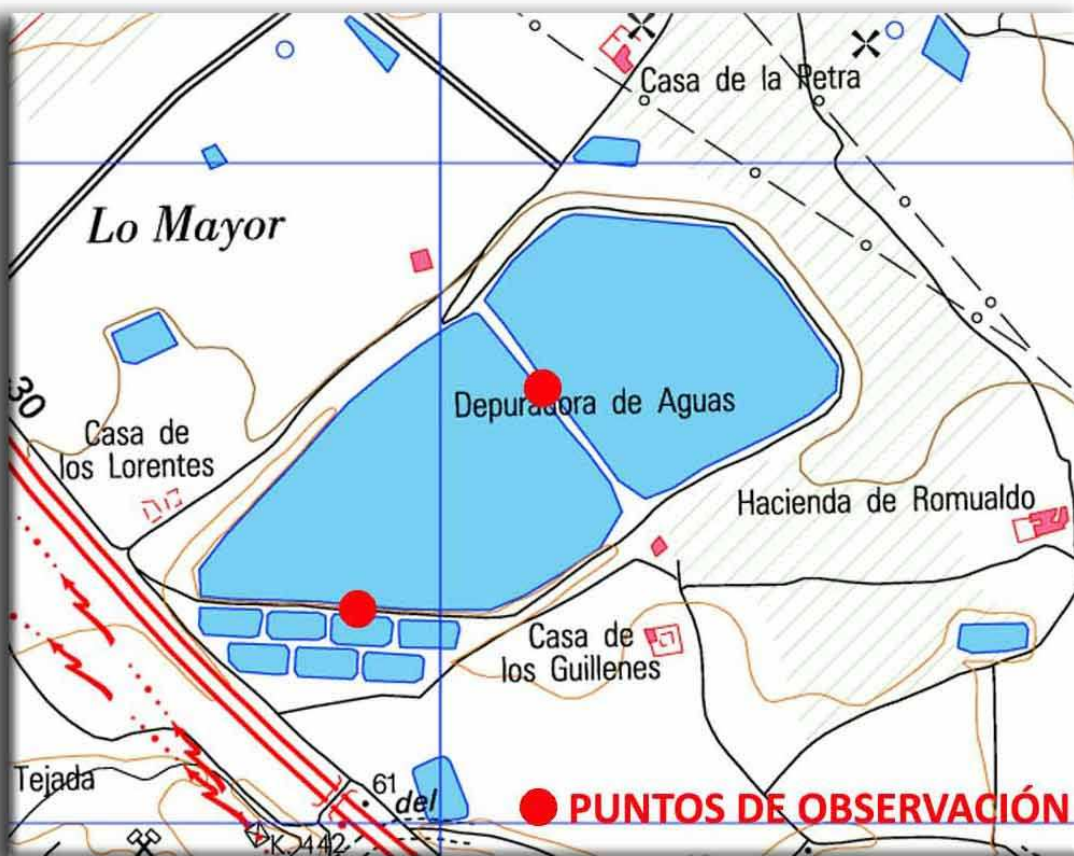 Casa de la Petra
Lo Mayor
Depuradora de Aguas
30
Casa de
los Lorentes
Hacienda de Romualdo
Casa de
los Guillenes
Tejada
61
del
PUNTOS DE OBSERVACIÓN
K. 442